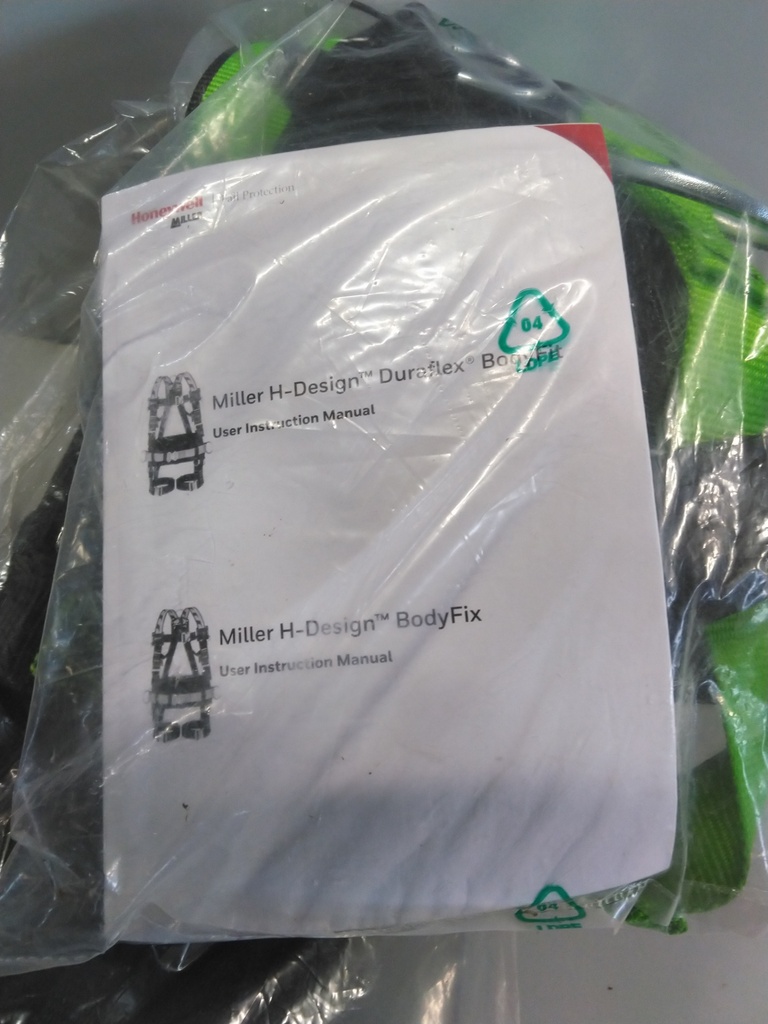 Honeywell | Fall Protection
MILLER
04
LDPE
Miller H-Design™ Duraflex® BodyFit
User Instruction Manual
Miller H-Design™ BodyFix
User Instruction Manual
04
LDPE